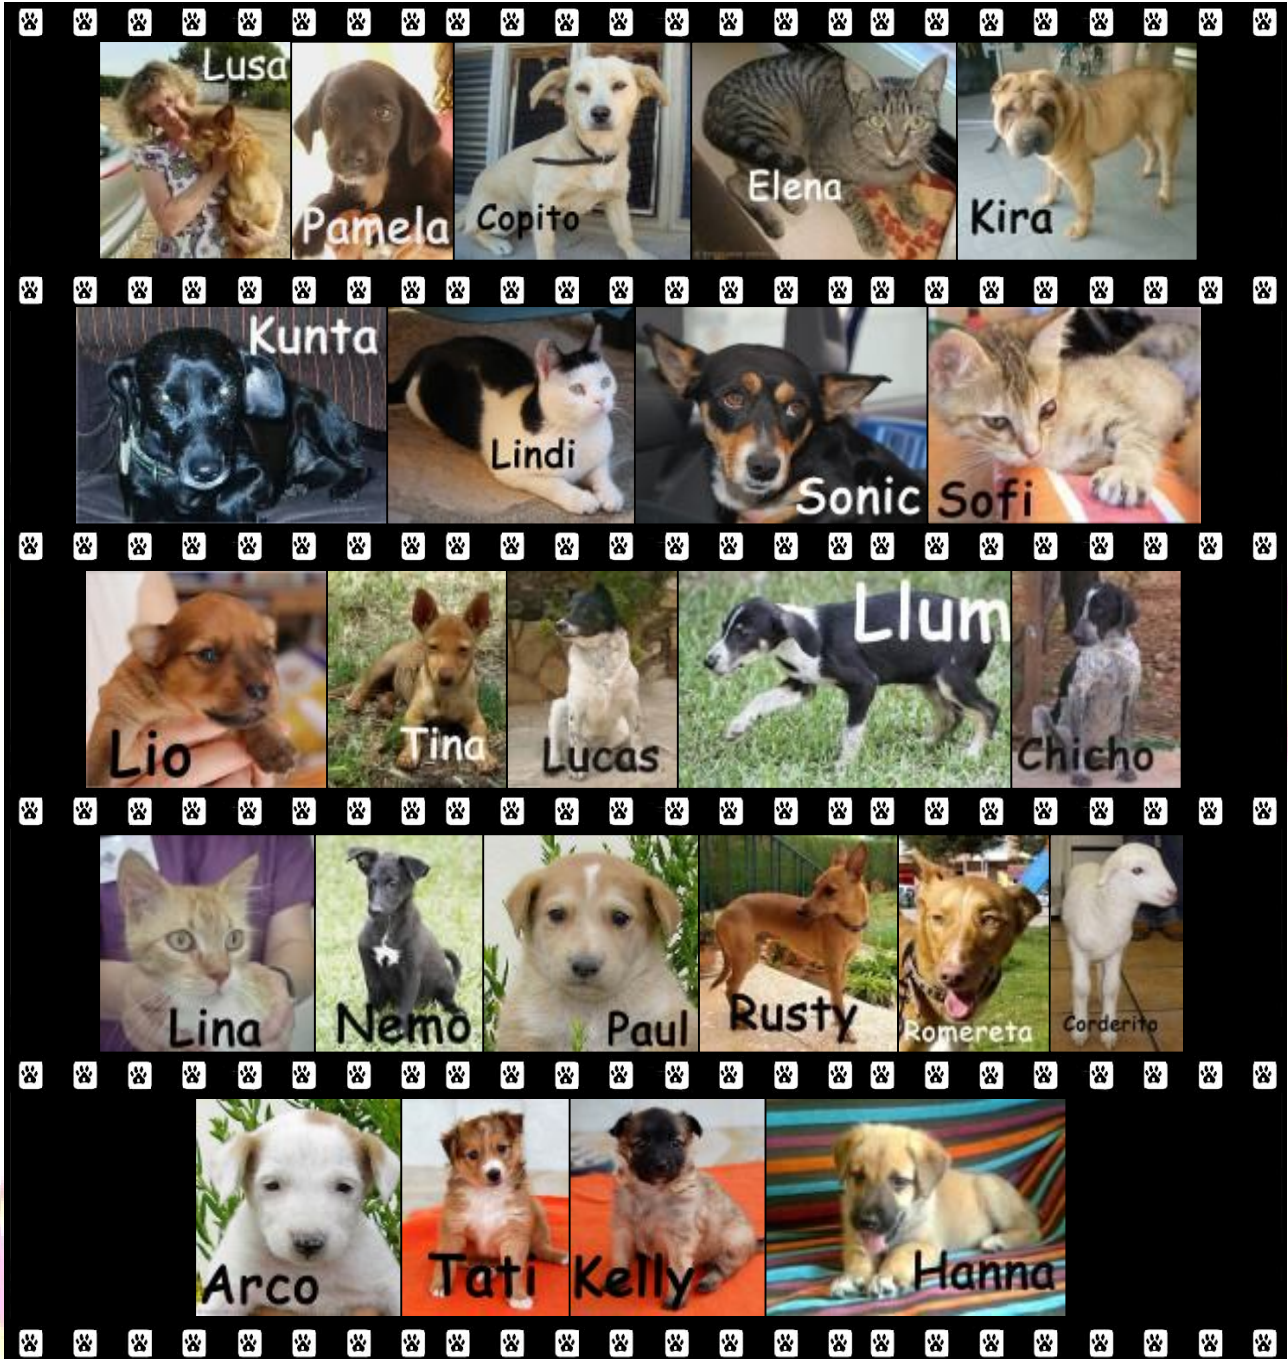 Lusa
Pamela
Copito
Elena
Kira
Kunta
Lindi
Sonic
Sofi
Lio
Tina
Lucas
Llum
Chicho
Lina
Nemo
Paul
Rusty
Romereta
Corderito
Arco
Tati
Kelly
Hanna